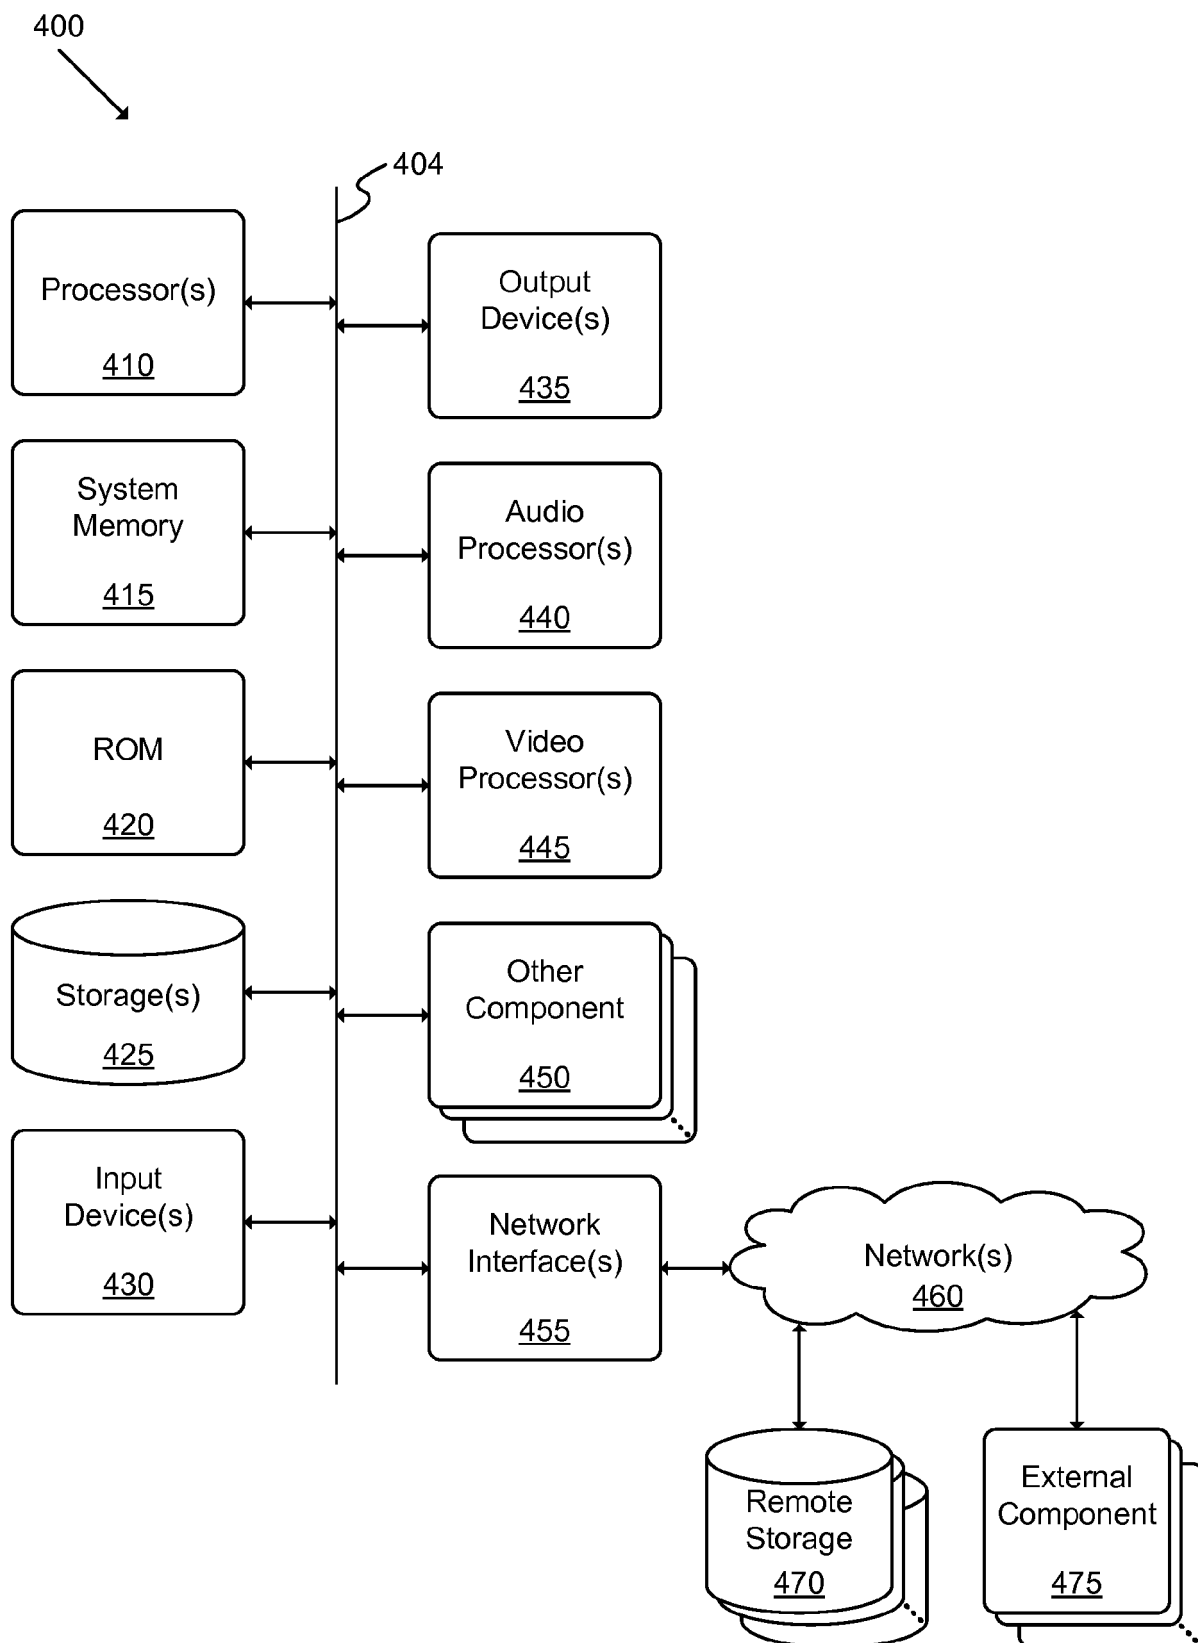 400
404
Processor(s)
410
Output
Device(s)
435
System
Memory
415
Audio
Processor(s)
440
ROM
420
Video
Processor(s)
445
Storage(s)
425
Other
Component
450
Input
Device(s)
430
Network
Interface(s)
455
Network(s)
460
Remote
Storage
470
External
Component
475